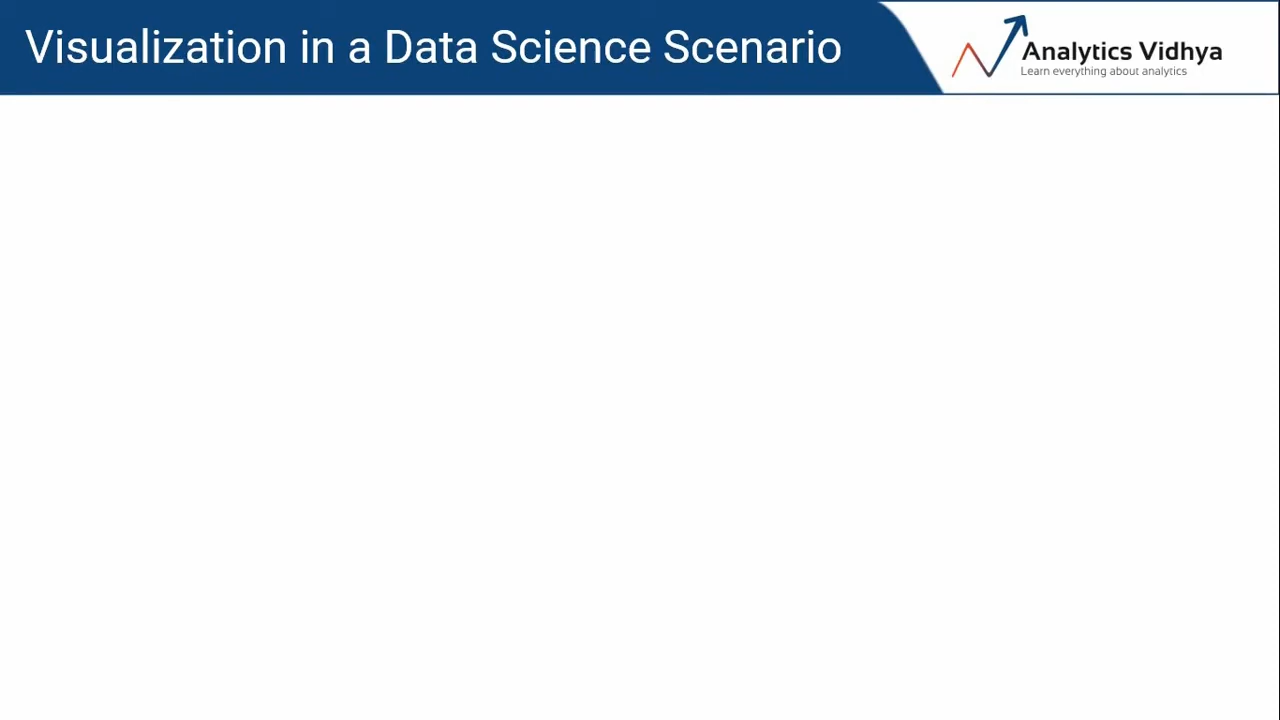 Visualization in a Data Science Scenario
Analytics Vidhya
Learn everything about analytics